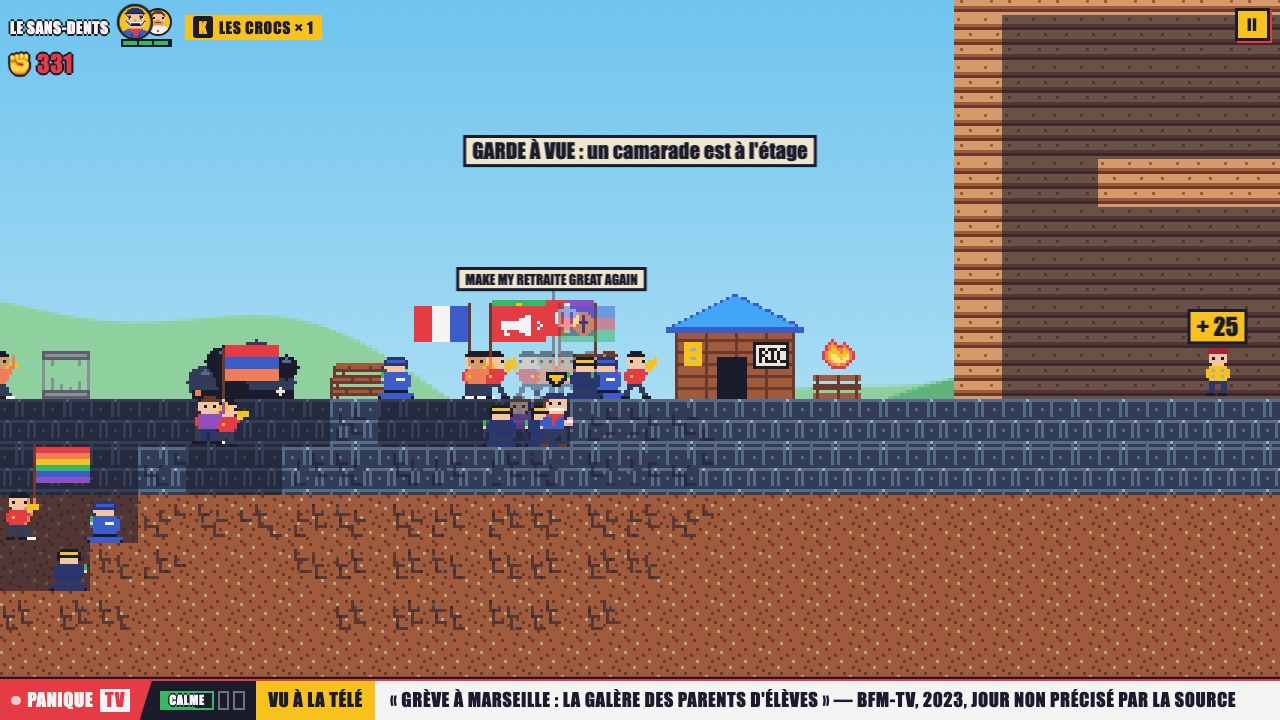 LE SANS-DENTS
K LES CROCS × 1
331
GARDE À VUE : un camarade est à l'étage
MAKE MY RETRAITE GREAT AGAIN
RIC
+ 25
PANIQUE TV
CALME
VU À LA TÉLÉ
« GRÈVE À MARSEILLE : LA GALÈRE DES PARENTS D'ÉLÈVES » — BFM-TV, 2023, JOUR NON PRÉCISÉ PAR LA SOURCE